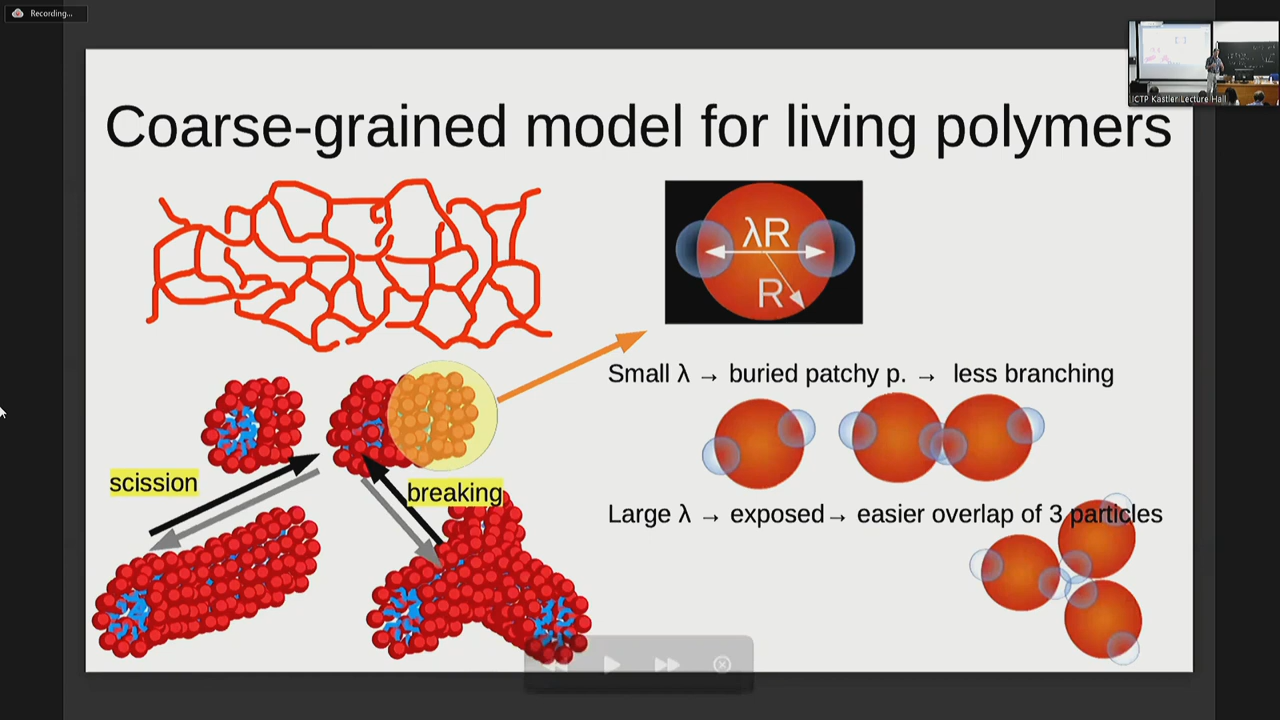 Recording...
ICTP Kastler Lecture Hall
Coarse-grained model for living polymers
λR
R
Small λ → buried patchy p. → less branching
scission
breaking
Large λ → exposed→ easier overlap of 3 particles